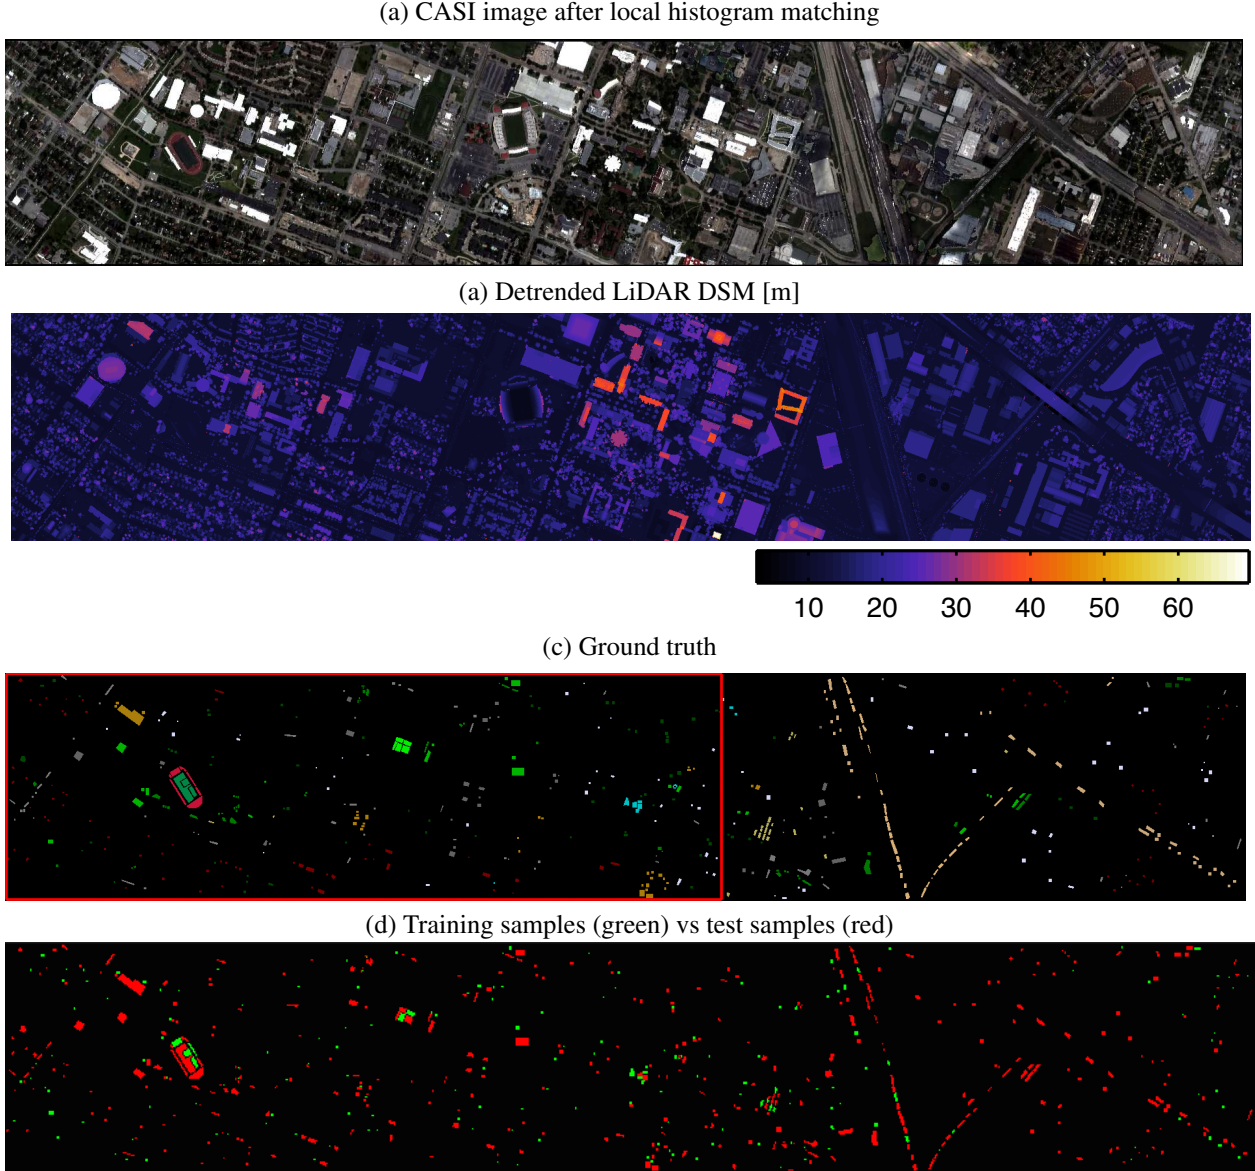 (a) CASI image after local histogram matching
(a) Detrended LiDAR DSM [m]
10 20 30 40 50 60
(c) Ground truth
(d) Training samples (green) vs test samples (red)